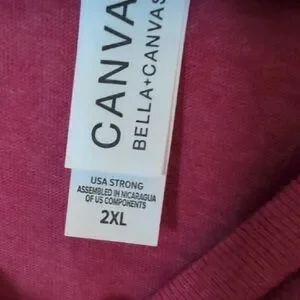 CANVA
BELLA+CANVAS
USA STRONG
ASSEMBLED IN NICARAGUA
OF US COMPONENTS
2XL